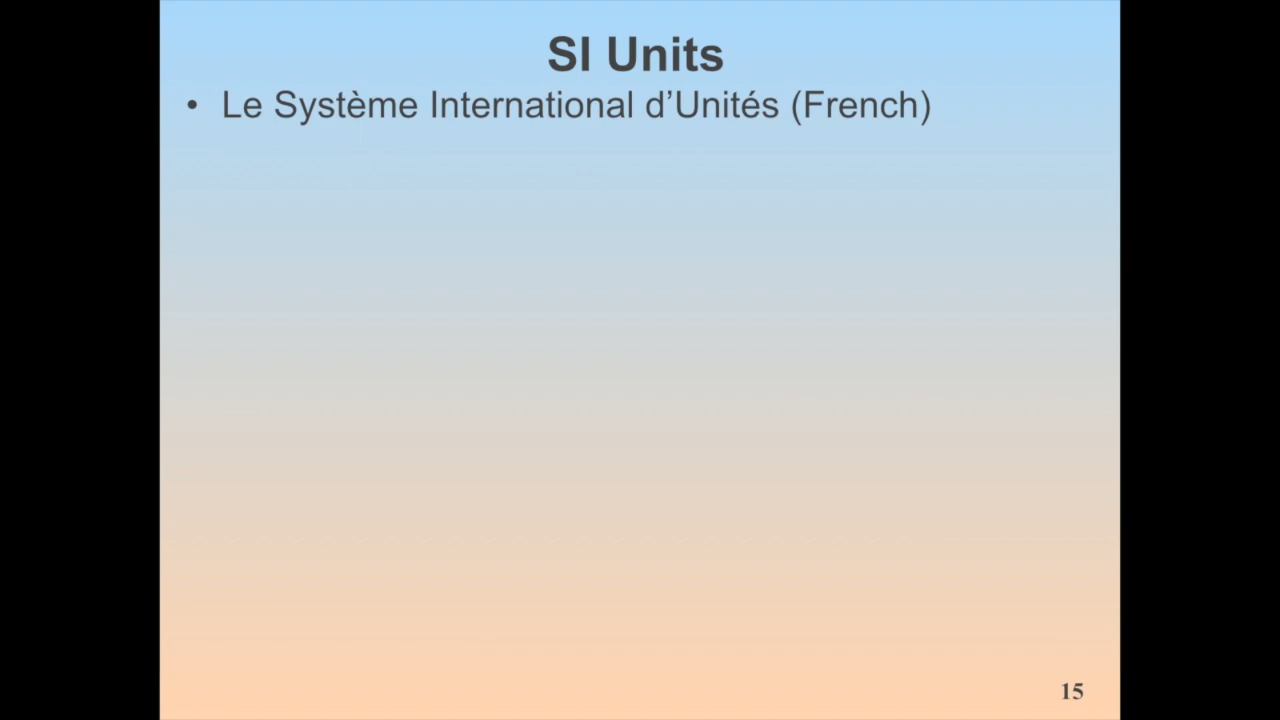 SI Units
• Le Système International d’Unités (French)
15